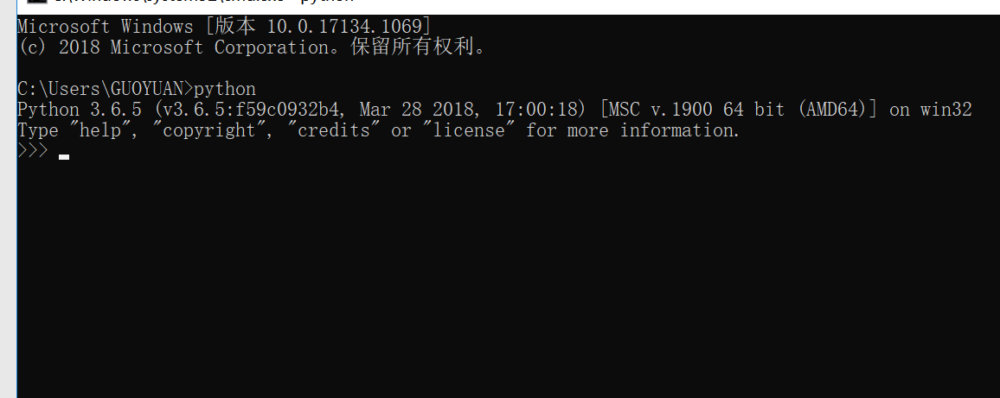 Microsoft Windows [版本 10.0.17134.1069]
(c) 2018 Microsoft Corporation。保留所有权利。
C:\Users\GUOYUAN>python
Python 3.6.5 (v3.6.5:f59c0932b4, Mar 28 2018, 17:00:18) [MSC v.1900 64 bit (AMD64)] on win32
Type "help", "copyright", "credits" or "license" for more information.
>>>